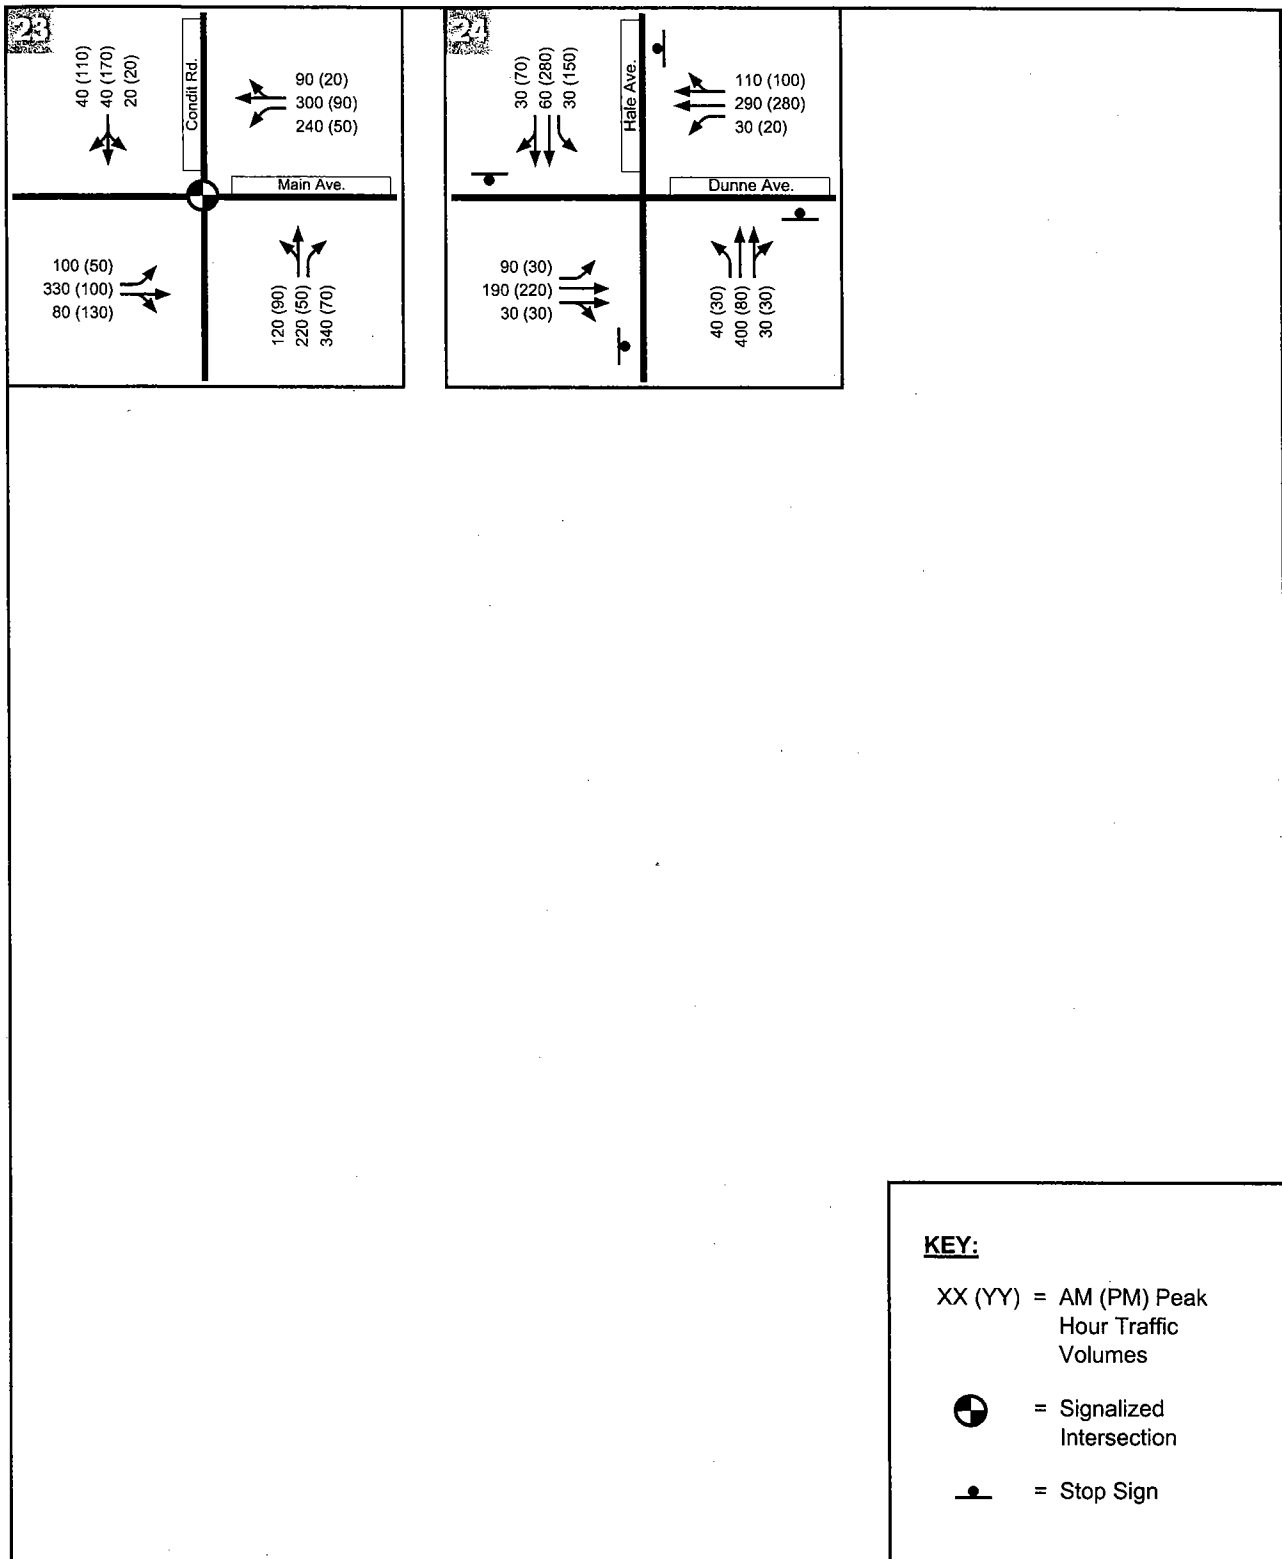 23
40 (110)
40 (170)
20 (20)
Condit Rd.
90 (20)
300 (90)
240 (50)
Main Ave.
100 (50)
330 (100)
80 (130)
120 (90)
220 (50)
340 (70)
24
30 (70)
60 (280)
30 (150)
Hale Ave.
110 (100)
290 (280)
30 (20)
Dunne Ave.
90 (30)
190 (220)
30 (30)
40 (30)
400 (80)
30 (30)
KEY:
XX (YY) = AM (PM) Peak
Hour Traffic
Volumes
= Signalized
Intersection
= Stop Sign